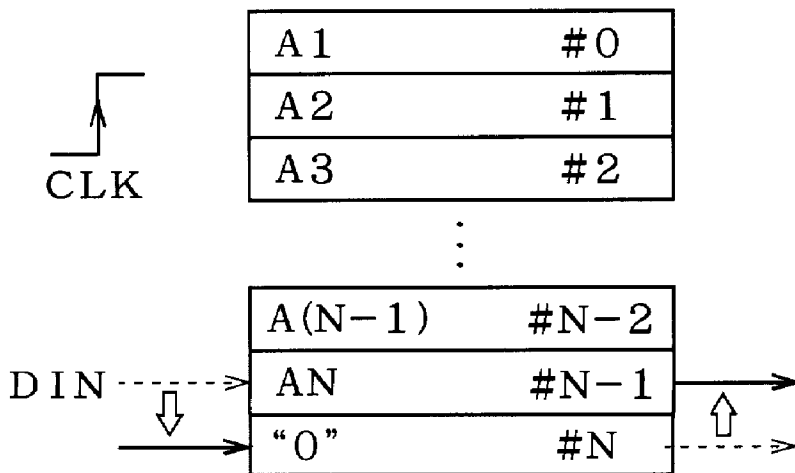 A1 #0
A2 #1
CLK
A3 #2
A(N-1) #N-2
DIN AN #N-1
“0” #N